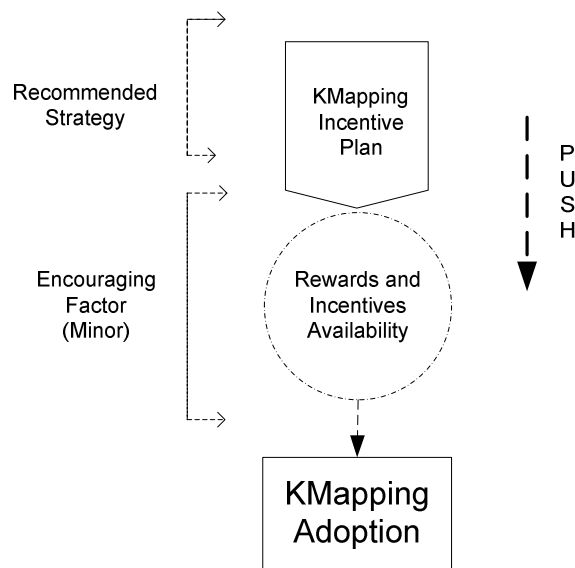 Recommended
Strategy
KMapping
Incentive
Plan
P
U
S
H
Encouraging
Factor
(Minor)
Rewards and
Incentives
Availability
KMapping
Adoption